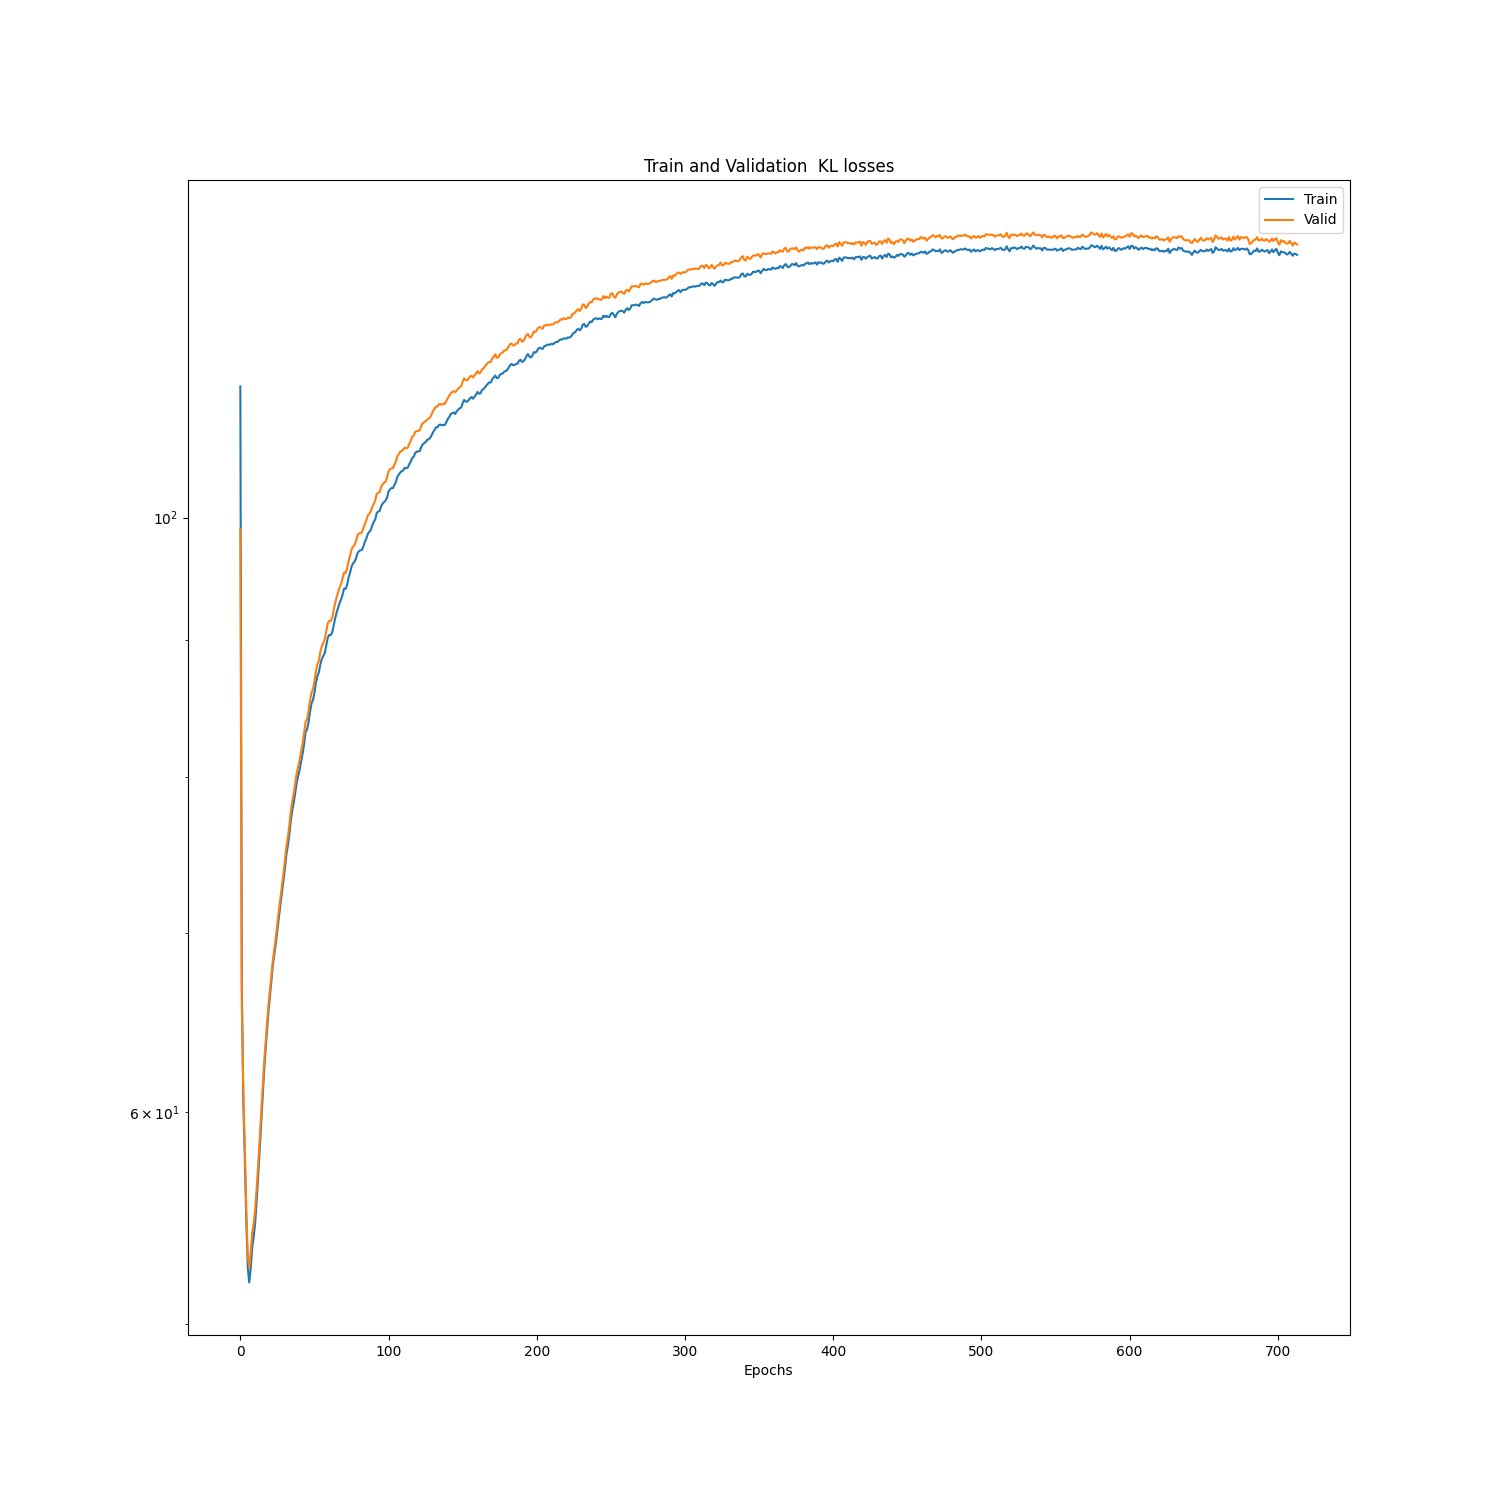 Train and Validation  KL losses
Train
Valid
10²
6 × 10¹
0 100 200 300 400 500 600 700
Epochs